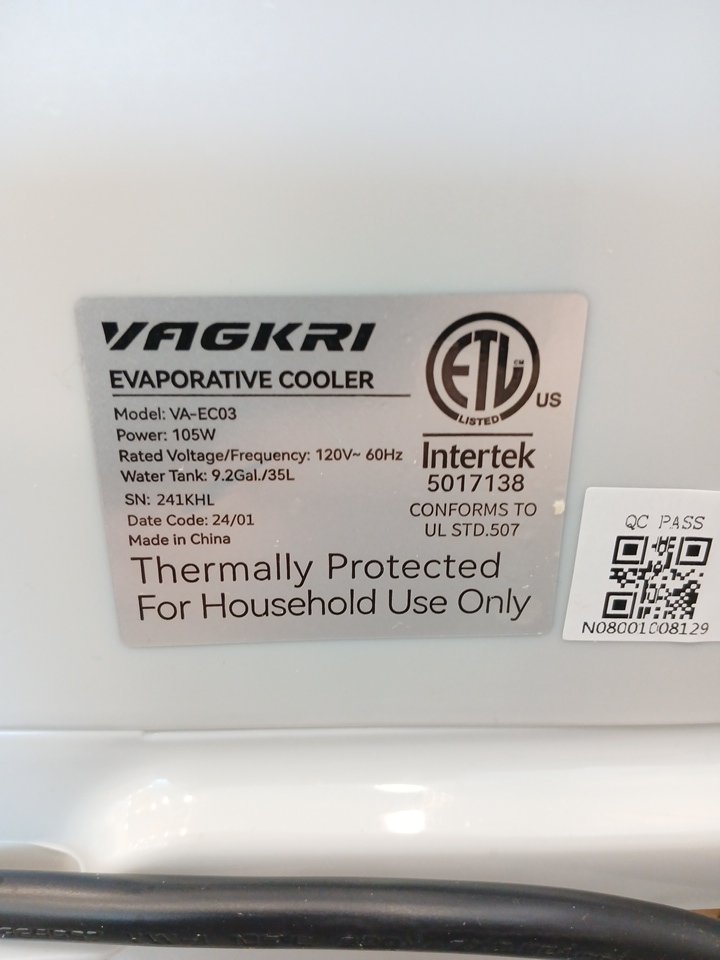 VAGKRI
EVAPORATIVE COOLER
Model: VA-EC03
Power: 105W
Rated Voltage/Frequency: 120V~ 60Hz
Water Tank: 9.2Gal./35L
SN: 241KHL
Date Code: 24/01
Made in China
ETL CM
LISTED
US
Intertek
5017138
CONFORMS TO
UL STD.507
Thermally Protected
For Household Use Only
QC PASS
N08001008129